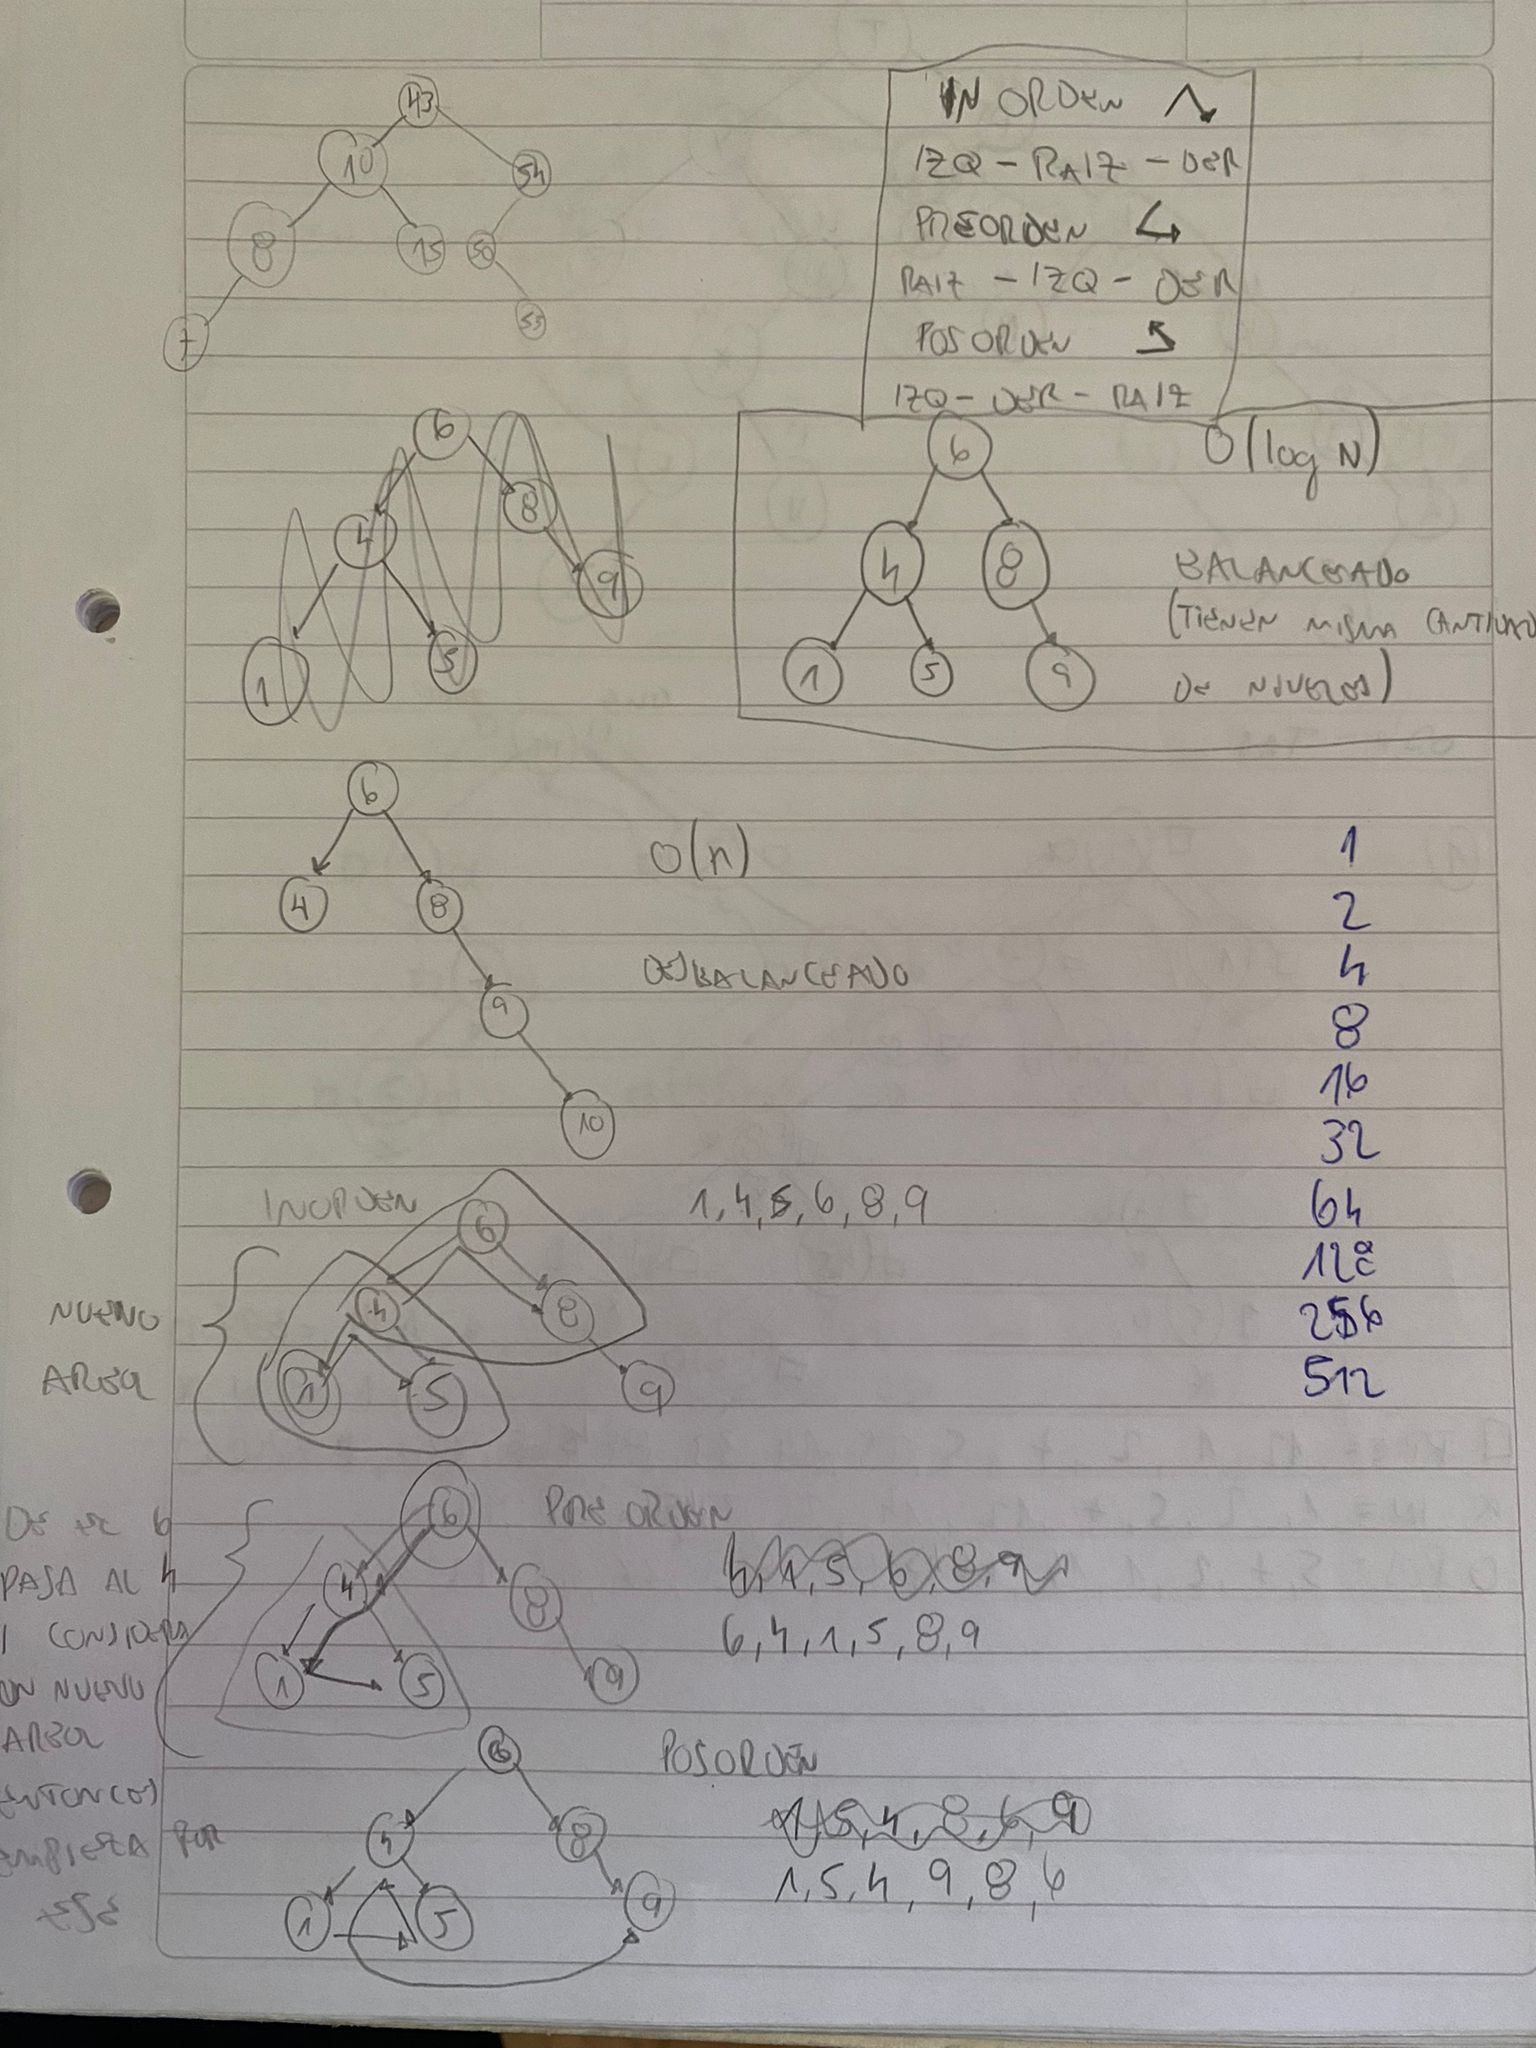 43
10
54
8
15
50
7
55
IN ORDEN
IZQ - RAIZ - DER
PREORDEN
RAIZ - IZQ - DER
POSORDEN
IZQ - DER - RAIZ
6
4
8
9
1
5
6
O(log N)
4
8
BALANCEADO
(TIENEN MISMA CANTIDAD
1
5
9
DE NIVELES)
6
O(n)
4
8
DESBALANCEADO
9
10
1
2
4
8
16
32
64
128
256
512
INORDEN
1, 4, 5, 6, 8, 9
6
4
8
1
5
9
NUEVO
ARBOL
PREORDEN
6
4
8
1
5
9
4, 1, 5, 6, 8, 9
6, 4, 1, 5, 8, 9
DE EL 6
PASA AL 4
Y CONSIDERA
UN NUEVO
ARBOL
ENTONCES
EMPIEZA POR
ESE
POSORDEN
6
4
8
1
5
9
1, 5, 4, 8, 6, 9
1, 5, 4, 9, 8, 6